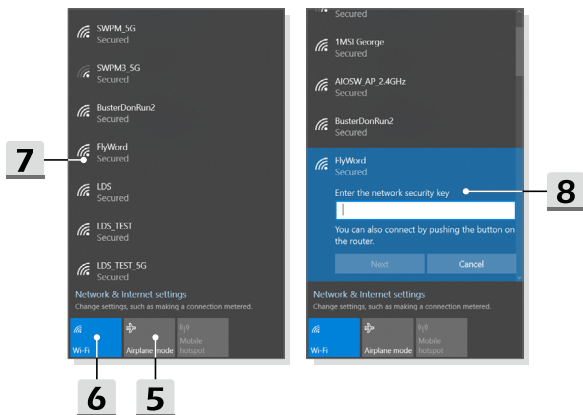 SWPM_5G
Secured
SWPM3_5G
Secured
BusterDonRun2
Secured
FlyWord
Secured
LDS
Secured
LDS_TEST
Secured
LDS_TEST_5G
Secured
Network & Internet settings
Change settings, such as making a connection metered.
Wi-Fi
Airplane mode
Mobile
hotspot
7
6
5
Secured
1MSI George
Secured
AIOSW_AP_2.4GHz
Secured
BusterDonRun2
Secured
FlyWord
Secured
Enter the network security key
You can also connect by pushing the button on
the router.
Next
Cancel
Network & Internet settings
Change settings, such as making a connection metered.
Wi-Fi
Airplane mode
Mobile
hotspot
8